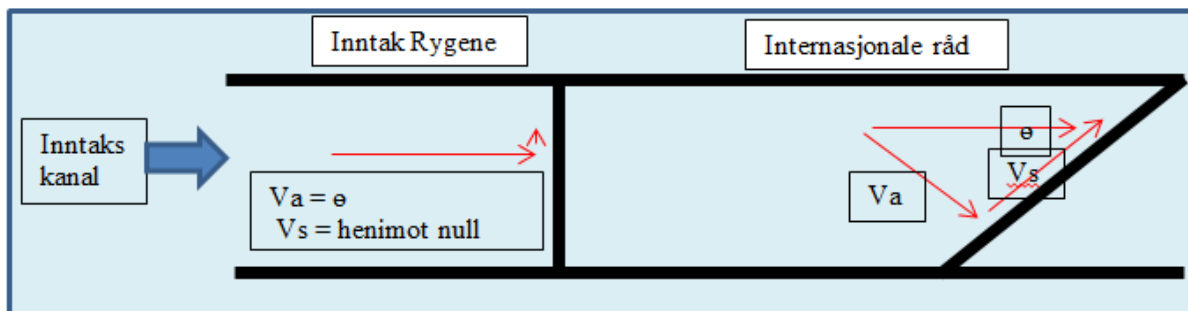 Inntak Rygene
Internasjonale råd
Inntaks
kanal
Va = ɵ
Vs = henimot null
ɵ
Vs
Va